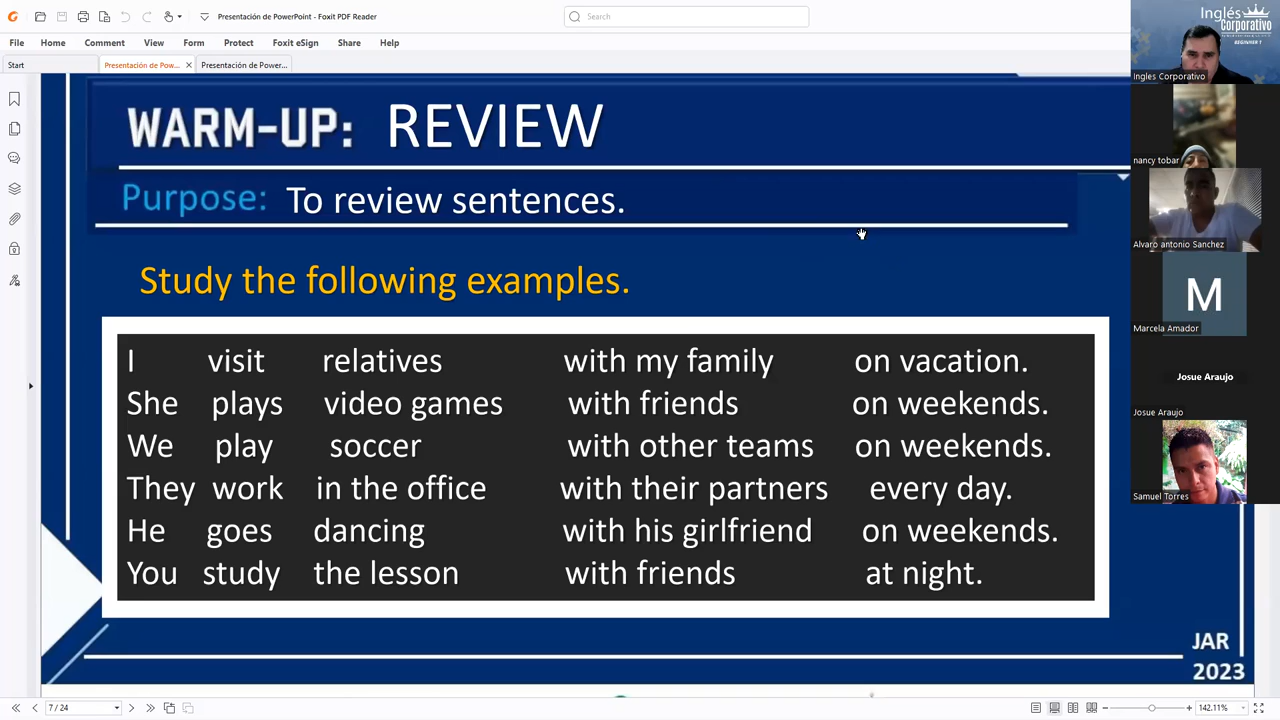 Presentación de PowerPoint - Foxit PDF Reader
Search
File Home Comment View Form Protect Foxit eSign Share Help
Start Presentación de Pow... Presentación de Power...
WARM-UP: REVIEW
Purpose: To review sentences.
Study the following examples.
I visit relatives with my family on vacation.
She plays video games with friends on weekends.
We play soccer with other teams on weekends.
They work in the office with their partners every day.
He goes dancing with his girlfriend on weekends.
You study the lesson with friends at night.
JAR
2023
7 / 24
142.11%
Inglés
Corporativo
BEGINNER 1
Ingles Corporativo
nancy tobar
Alvaro antonio Sanchez
M
Marcela Amador
Josue Araujo
Josue Araujo
Samuel Torres